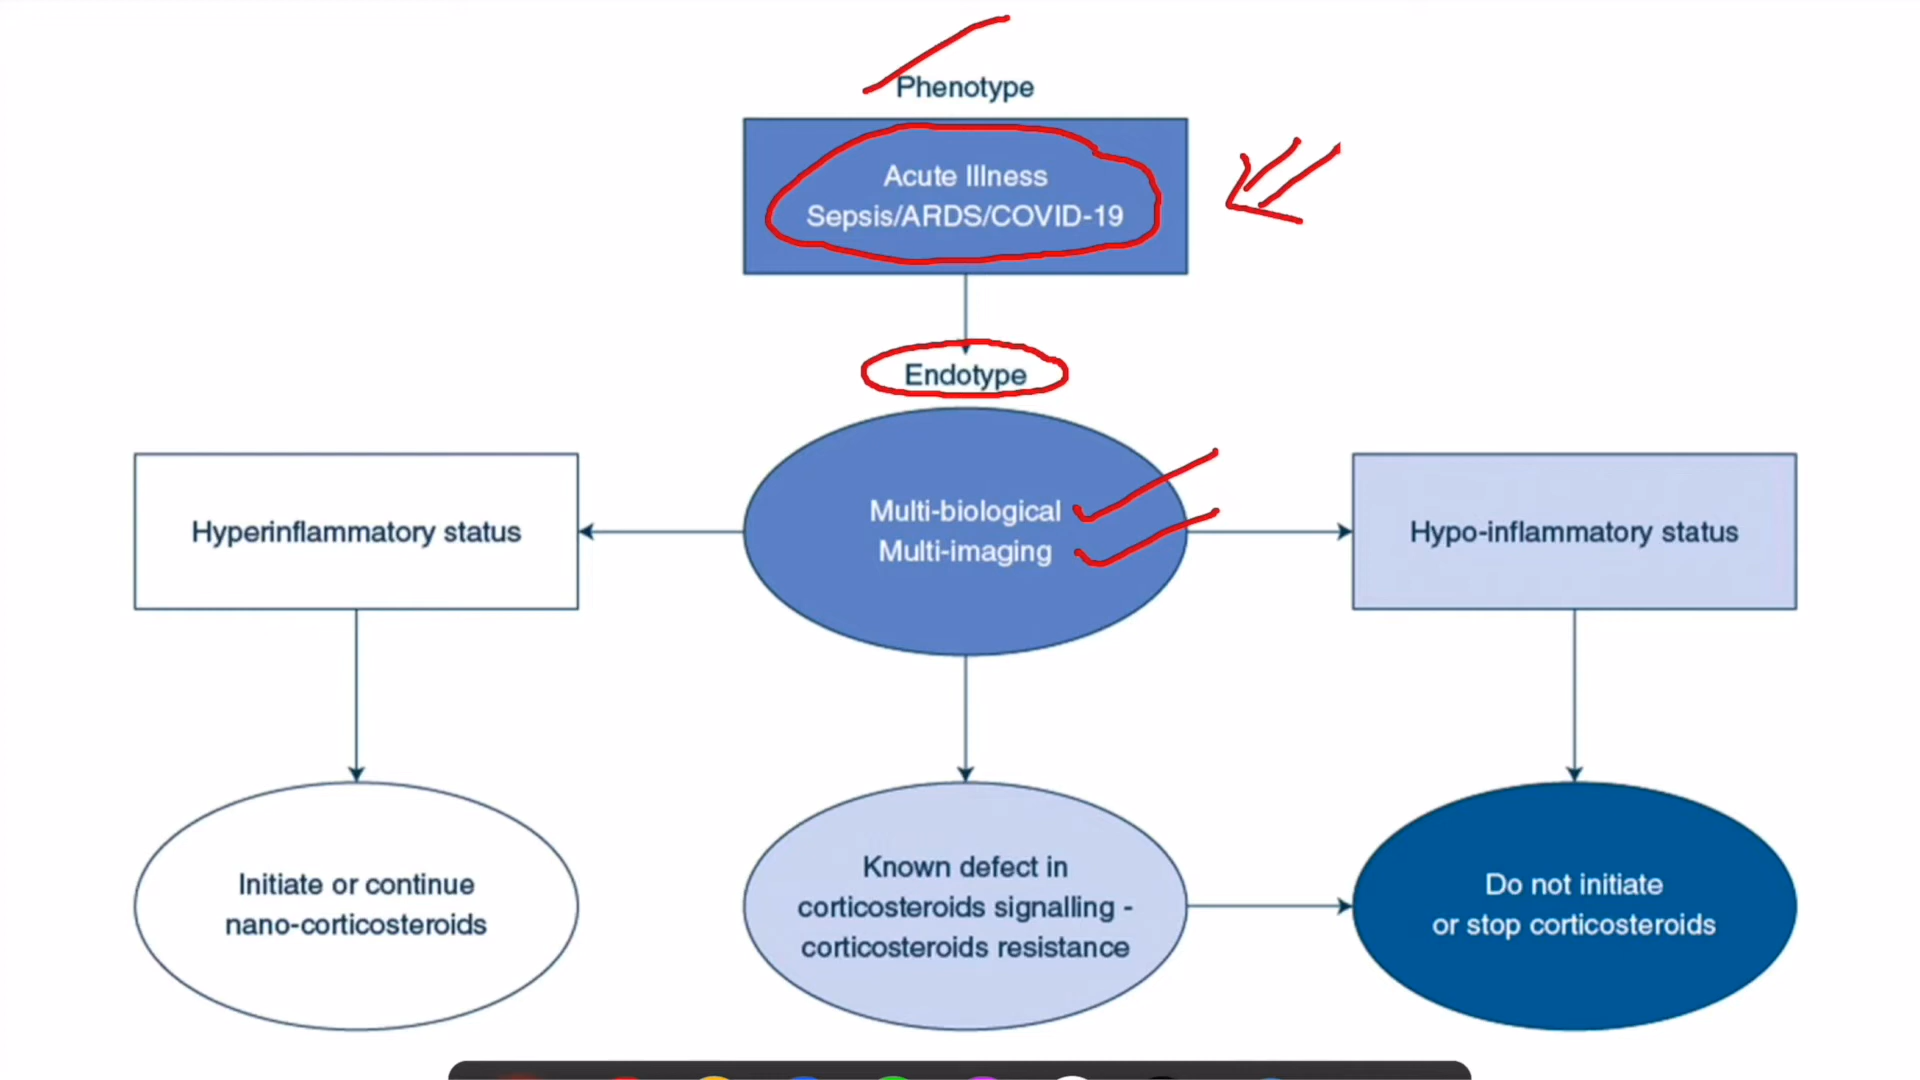 Phenotype
Acute Illness
Sepsis/ARDS/COVID-19
Endotype
Multi-biological
Multi-imaging
Hyperinflammatory status
Hypo-inflammatory status
Initiate or continue
nano-corticosteroids
Known defect in
corticosteroids signalling -
corticosteroids resistance
Do not initiate
or stop corticosteroids